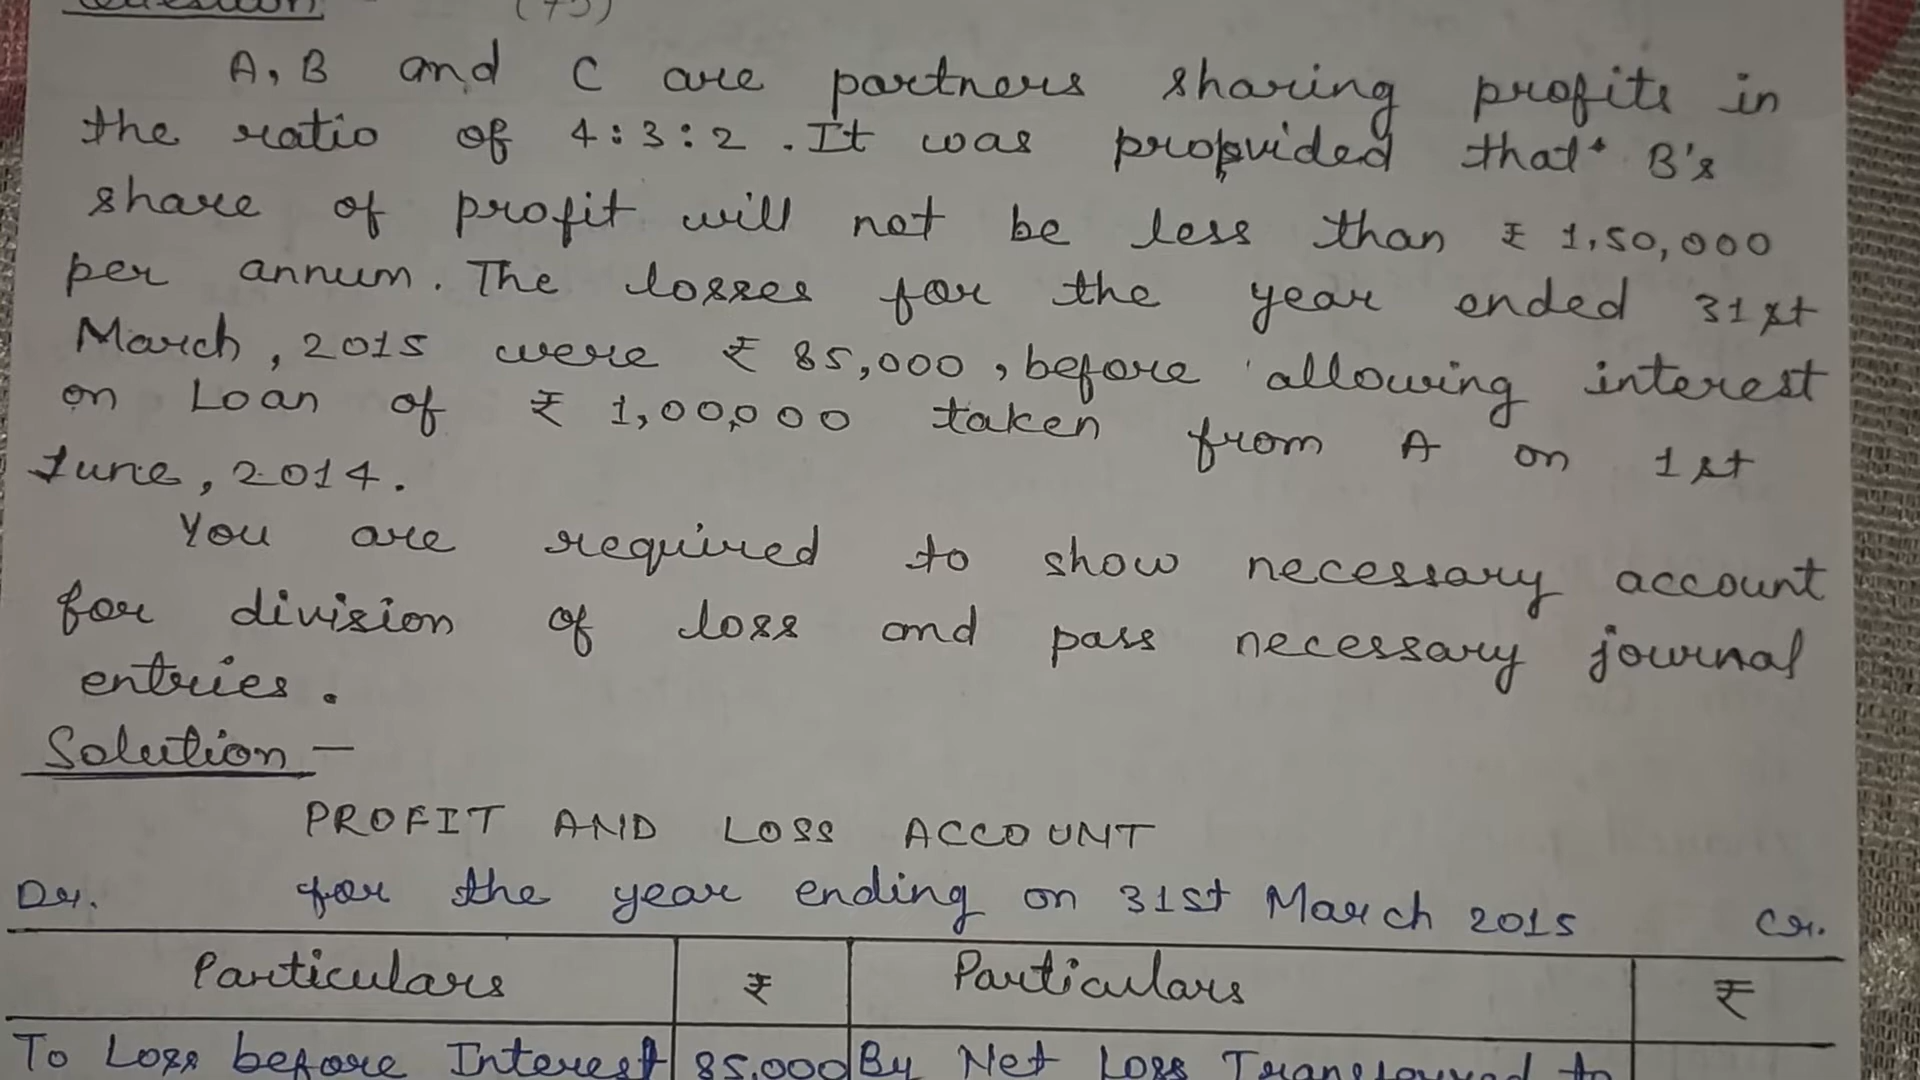 Question (75)
A, B and C are partners sharing profits in
the ratio of 4:3:2. It was provided that B's
share of profit will not be less than ₹ 1,50,000
per annum. The losses for the year ended 31st
March, 2015 were ₹ 85,000, before allowing interest
on Loan of ₹ 1,00,000 taken from A on 1st
June, 2014.
You are required to show necessary account
for division of loss and pass necessary journal
entries.
Solution -
PROFIT AND LOSS ACCOUNT
Dr. for the year ending on 31st March 2015 Cr.
Particulars ₹ Particulars ₹
To Loss before Interest 85,000 By Net Loss Transferred to